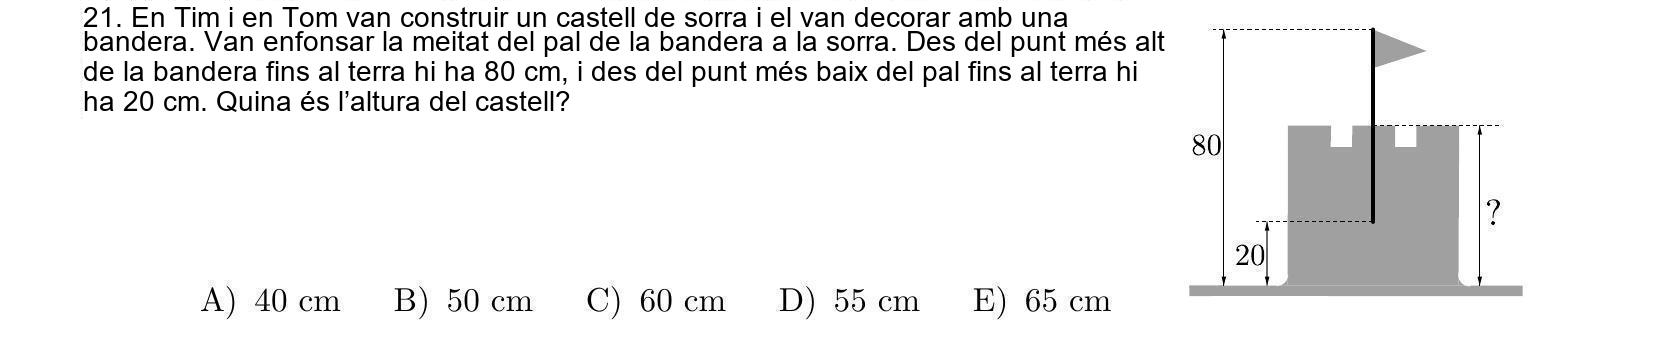 21. En Tim i en Tom van construir un castell de sorra i el van decorar amb una
bandera. Van enfonsar la meitat del pal de la bandera a la sorra. Des del punt més alt
de la bandera fins al terra hi ha 80 cm, i des del punt més baix del pal fins al terra hi
ha 20 cm. Quina és l’altura del castell?
80
?
20
A) 40 cm B) 50 cm C) 60 cm D) 55 cm E) 65 cm